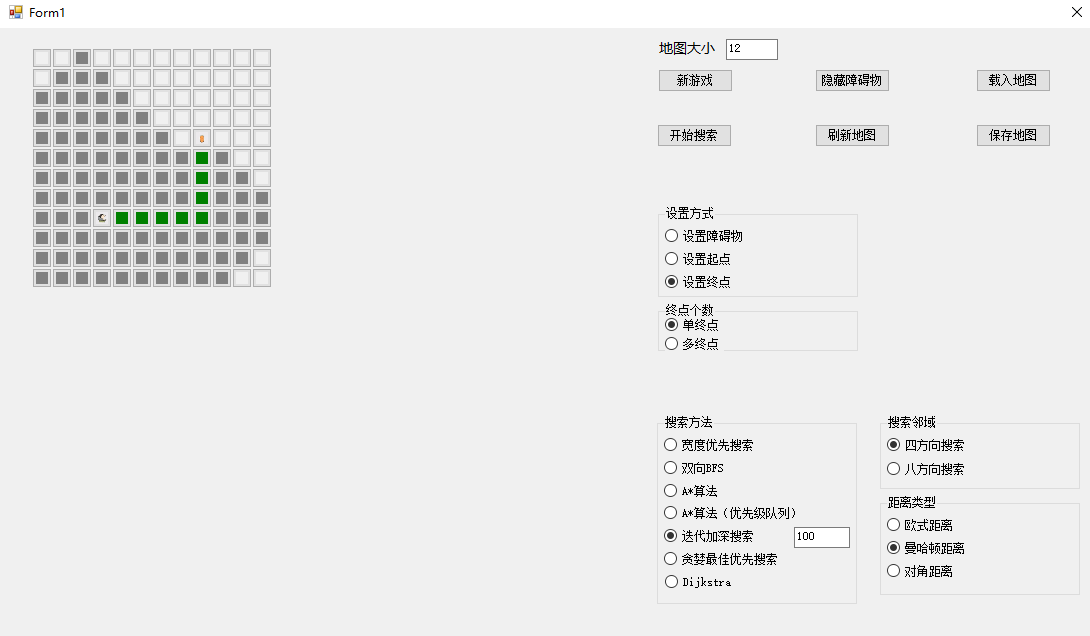 Form1
地图大小 12
新游戏 隐藏障碍物 载入地图
开始搜索 刷新地图 保存地图
设置方式
设置障碍物
设置起点
设置终点
终点个数
单终点
多终点
搜索方法
宽度优先搜索
双向BFS
A*算法
A*算法（优先级队列）
迭代加深搜索 100
贪婪最佳优先搜索
Dijkstra
搜索邻域
四方向搜索
八方向搜索
距离类型
欧式距离
曼哈顿距离
对角距离